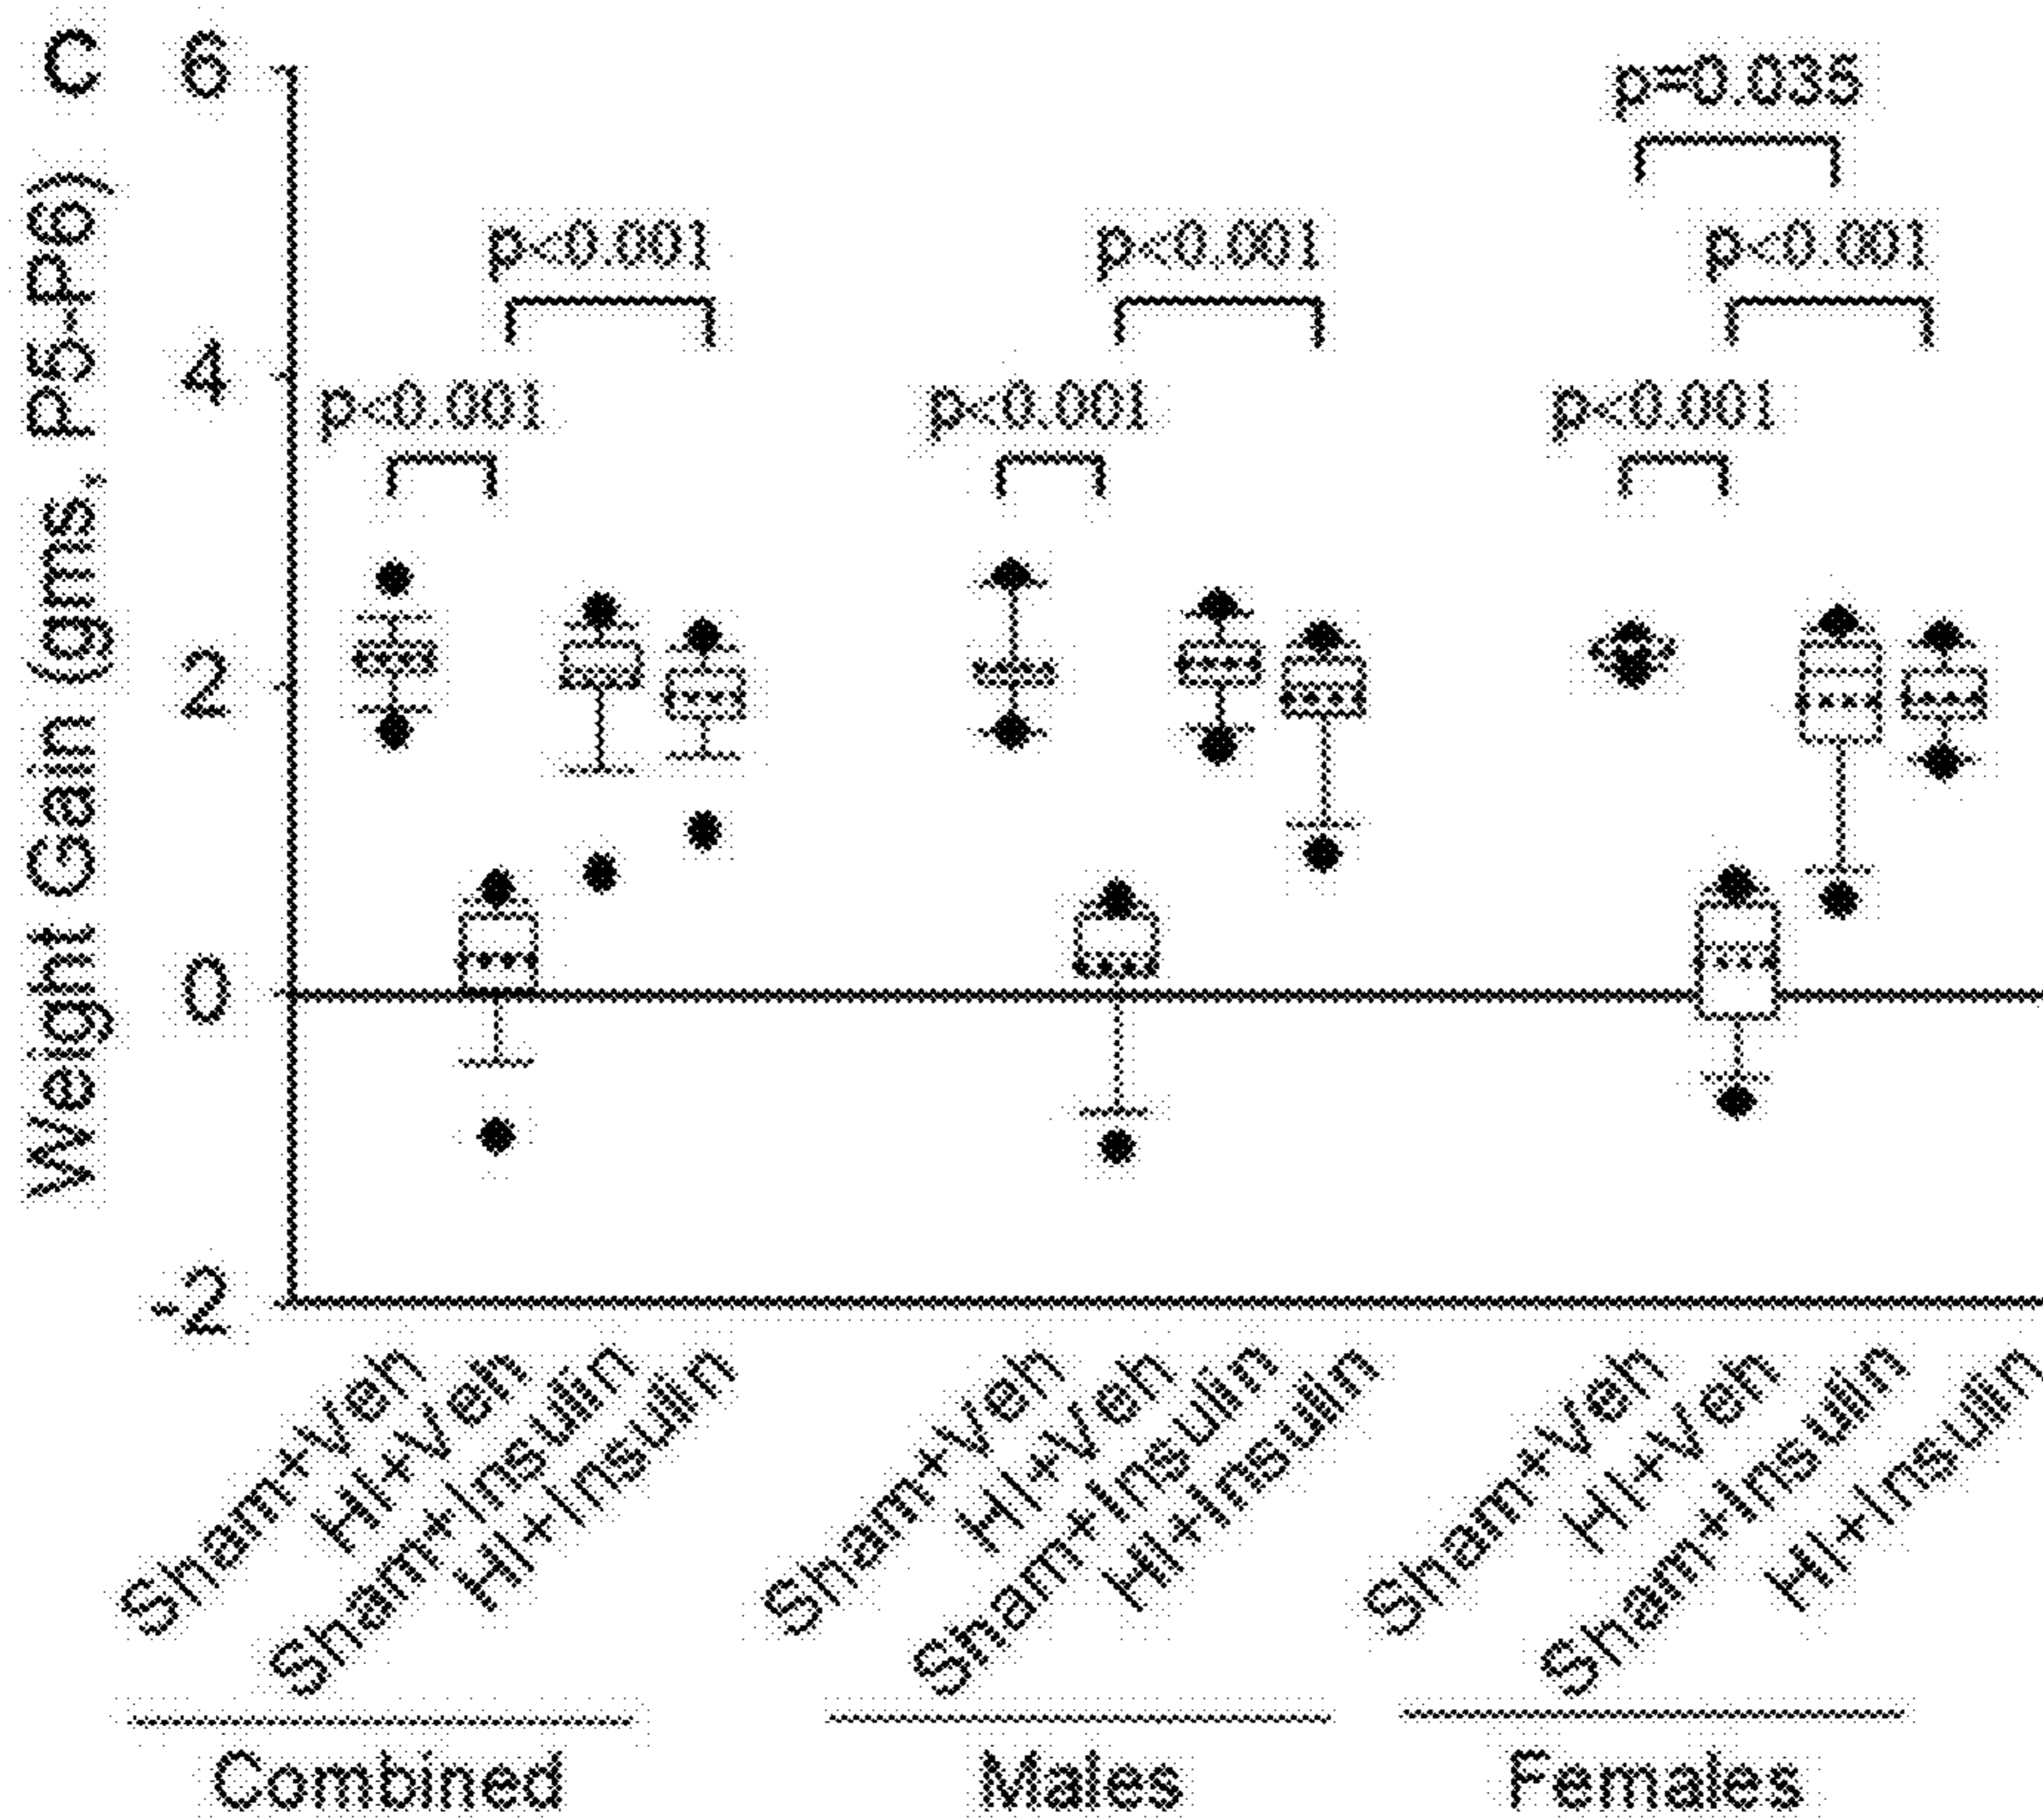 C
Weight Gain (gms, P5-P6)
6
4
2
0
-2
p=0.035
p<0.001
p<0.001
p<0.001
p<0.001
p<0.001
p<0.001
Sham+Veh
HI+Veh
Sham+Insulin
HI+Insulin
Sham+Veh
HI+Veh
Sham+Insulin
HI+Insulin
Sham+Veh
HI+Veh
Sham+Insulin
HI+Insulin
Combined
Males
Females